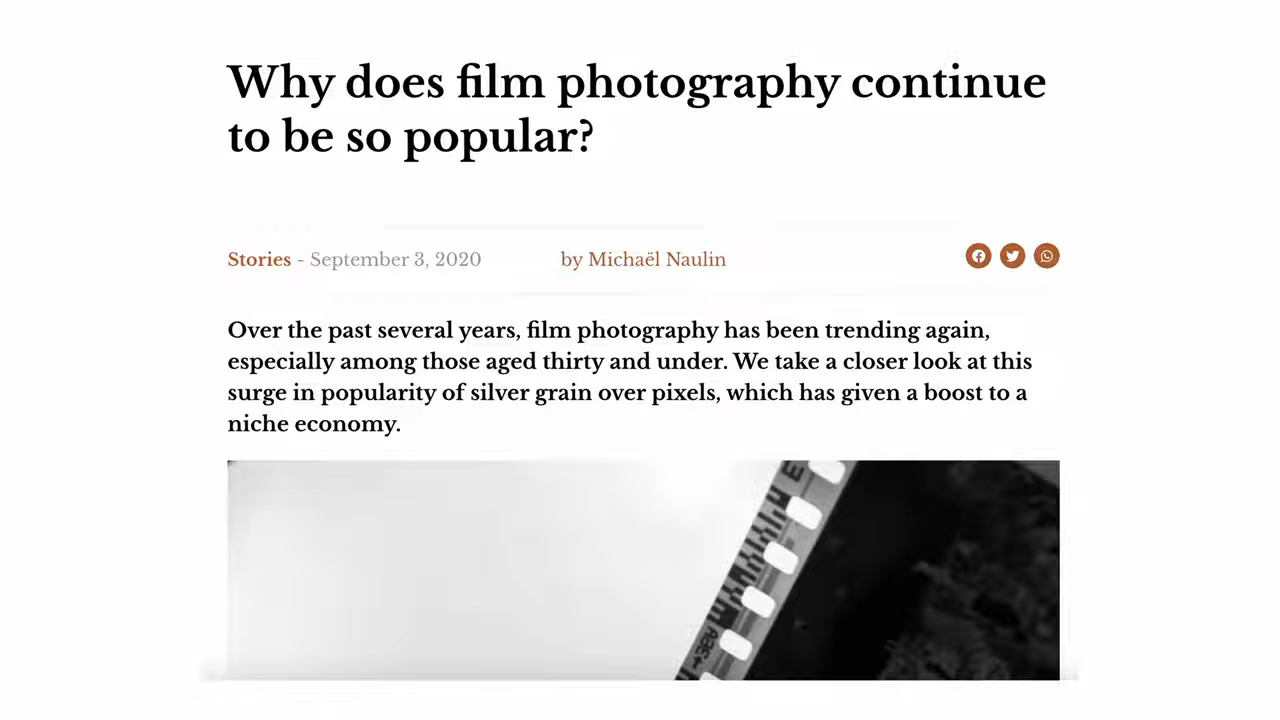 Why does film photography continue
to be so popular?
Stories - September 3, 2020
by Michaël Naulin
Over the past several years, film photography has been trending again,
especially among those aged thirty and under. We take a closer look at this
surge in popularity of silver grain over pixels, which has given a boost to a
niche economy.